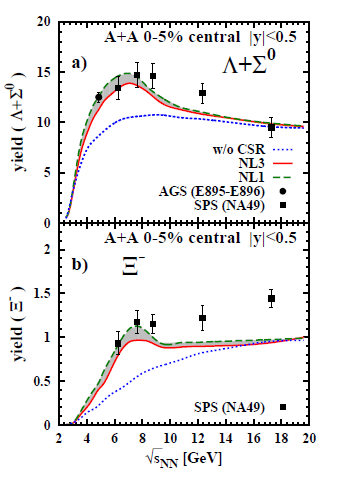 A+A 0-5% central |y|<0.5
a)
Λ+Σ⁰
yield ( Λ+Σ⁰ )
20
15
10
5
0
w/o CSR
NL3
NL1
AGS (E895-E896)
SPS (NA49)
A+A 0-5% central |y|<0.5
b)
Ξ⁻
yield ( Ξ⁻ )
2
1.5
1
0.5
0
SPS (NA49)
2 4 6 8 10 12 14 16 18 20
√sNN [GeV]